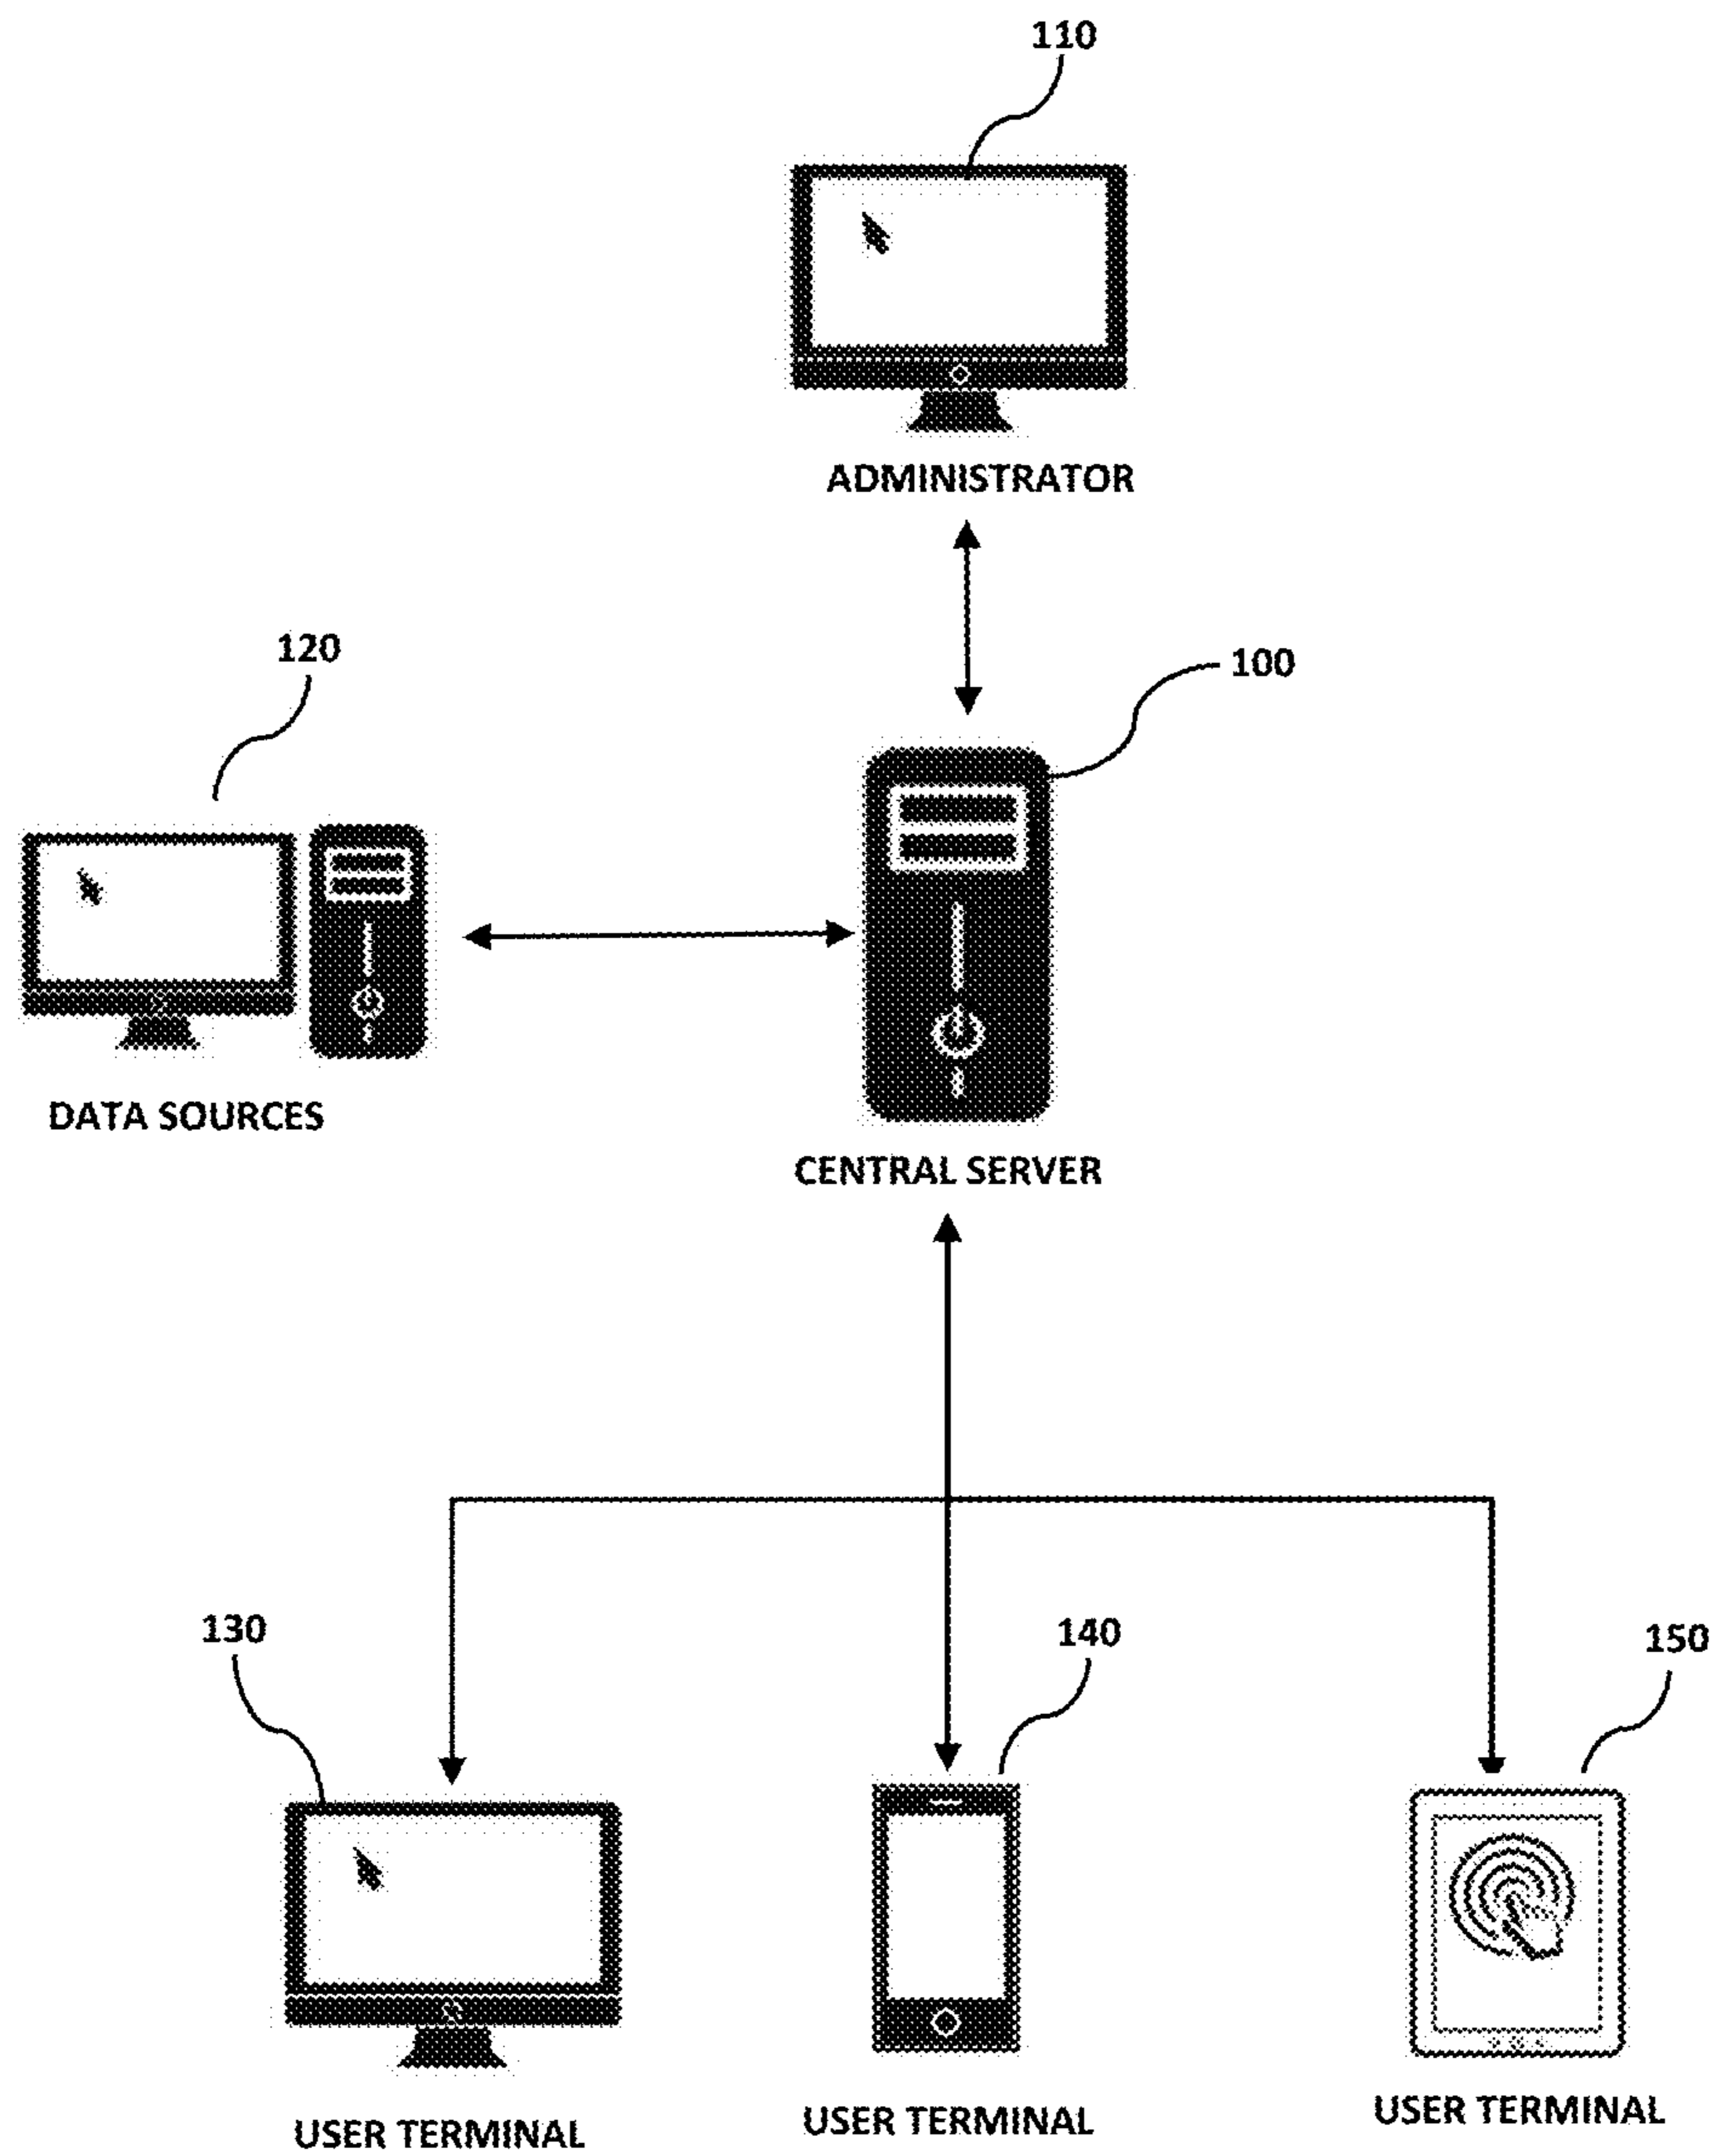 110
ADMINISTRATOR
120
100
DATA SOURCES
CENTRAL SERVER
130
140
150
USER TERMINAL
USER TERMINAL
USER TERMINAL